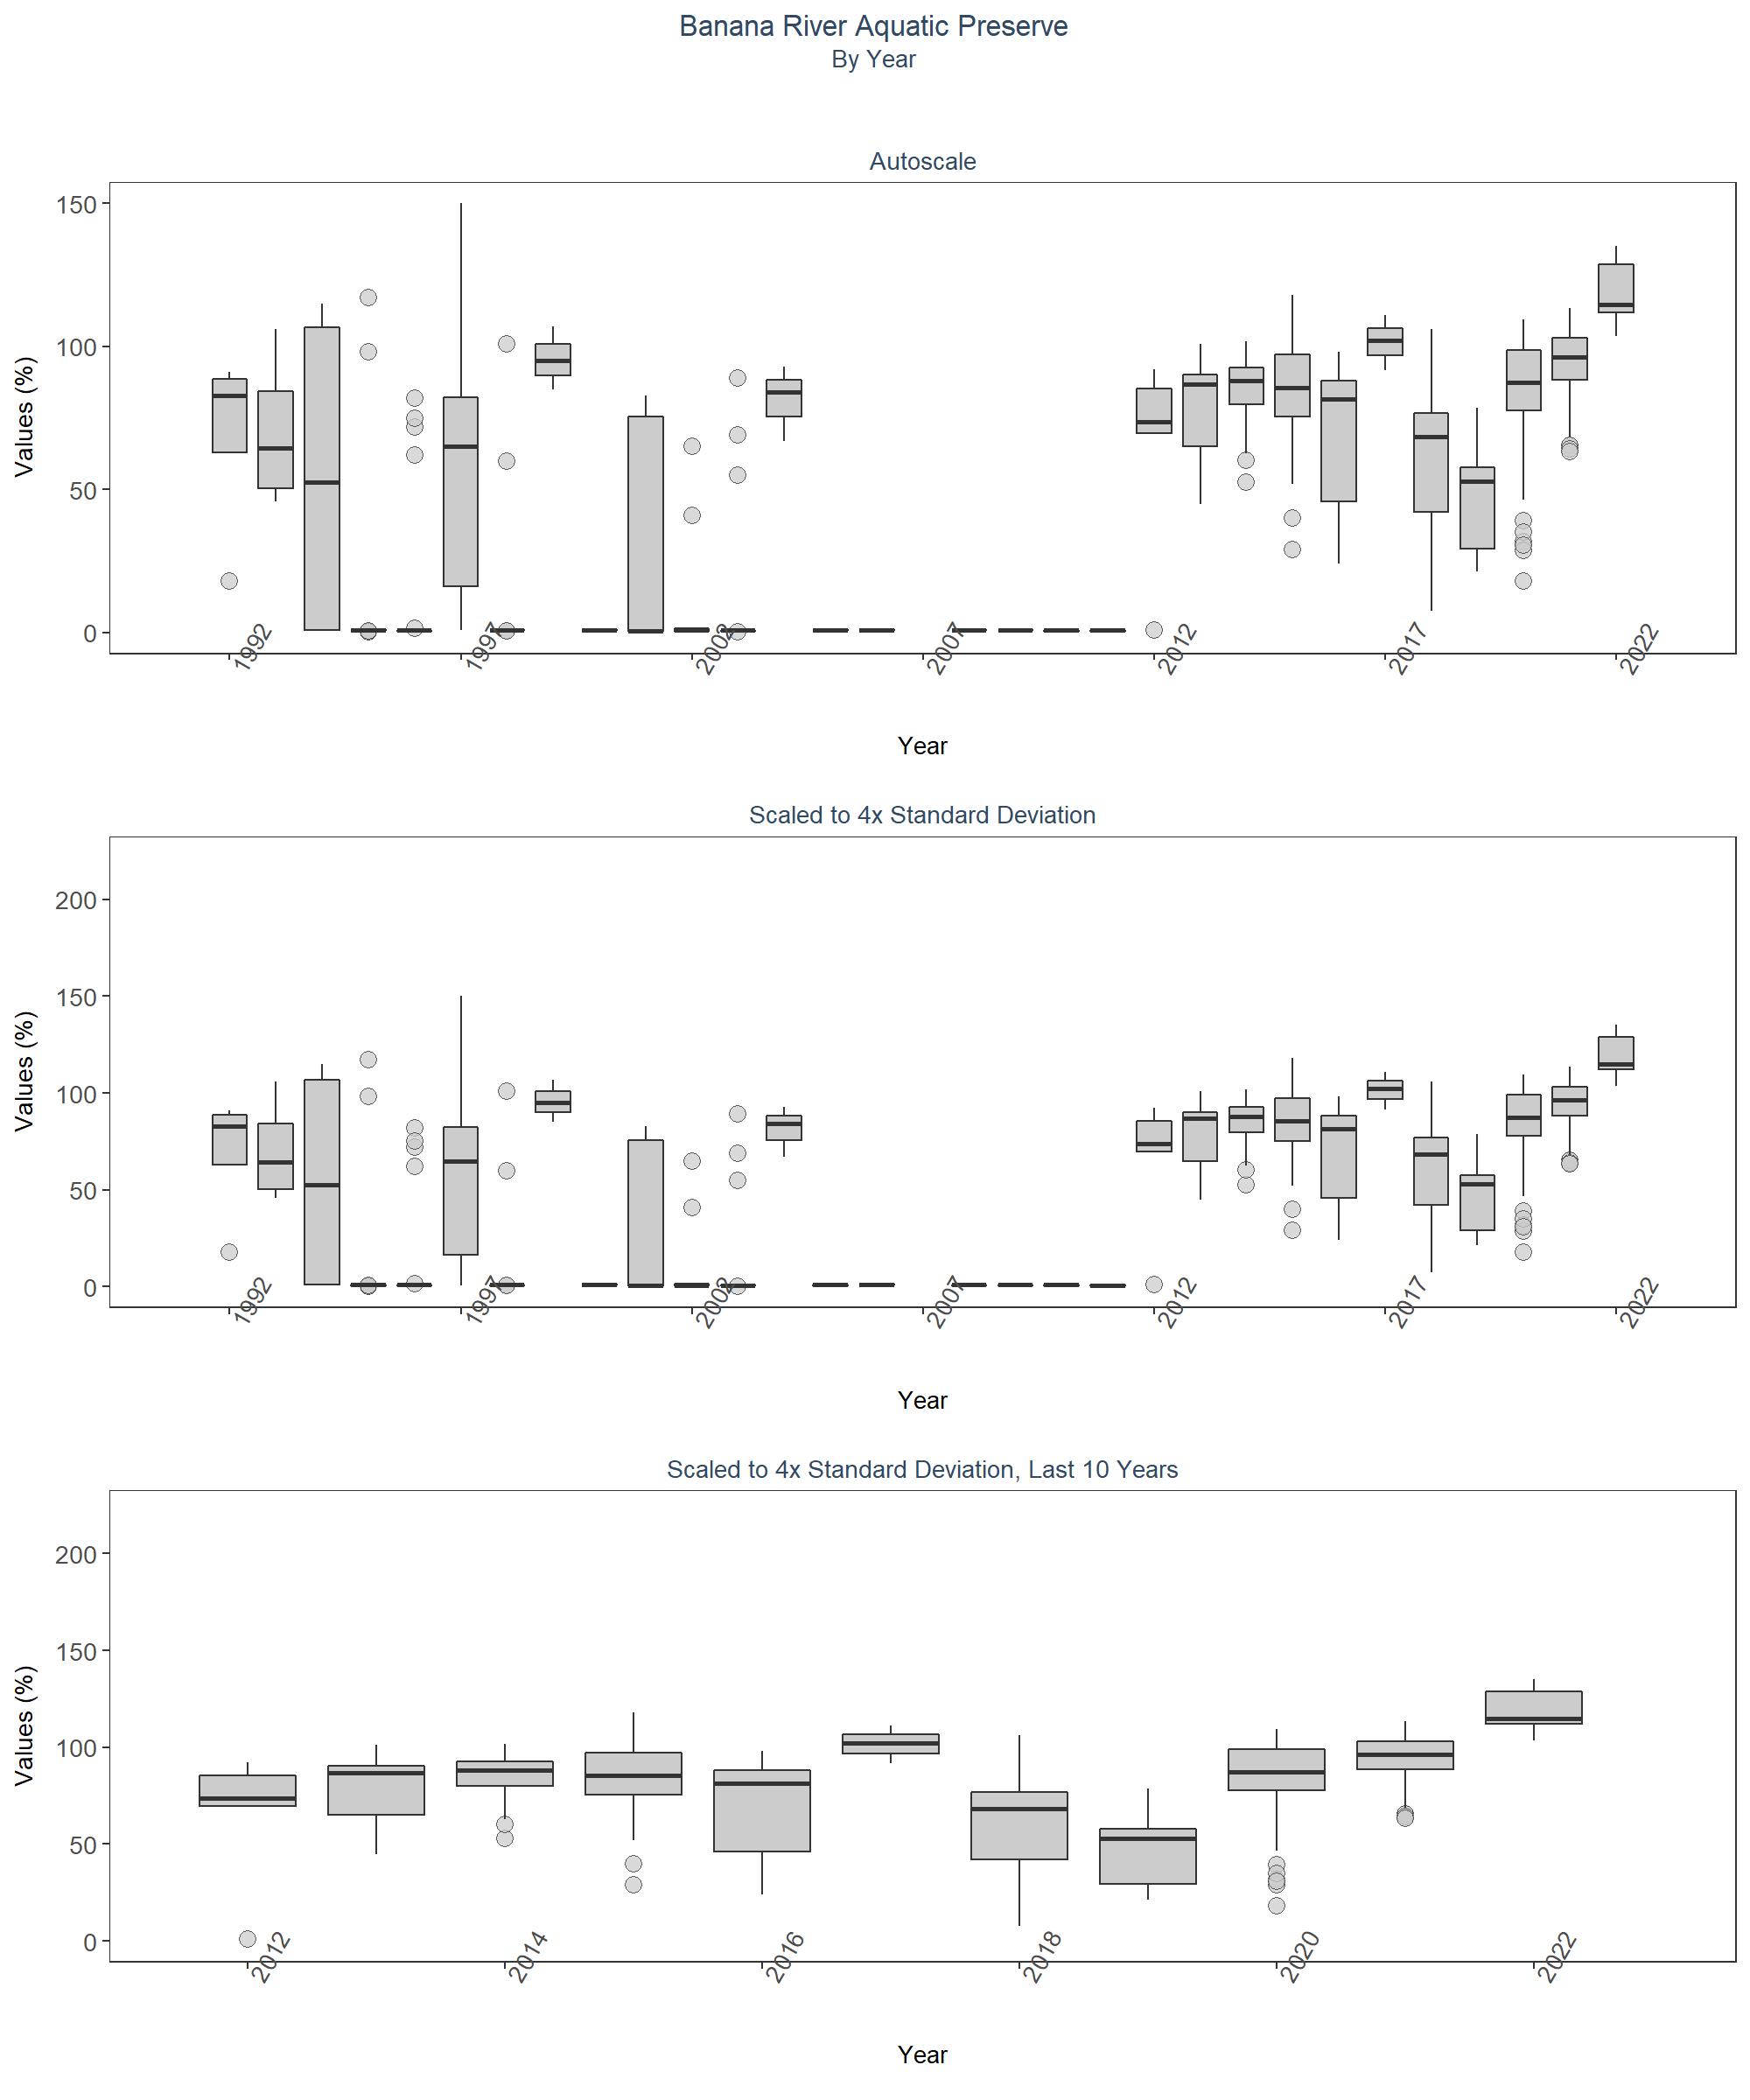 Banana River Aquatic Preserve
By Year
Autoscale
150
100
50
0
Values (%)
1992 1997 2002 2007 2012 2017 2022
Year
Scaled to 4x Standard Deviation
200
150
100
50
0
Values (%)
1992 1997 2002 2007 2012 2017 2022
Year
Scaled to 4x Standard Deviation, Last 10 Years
200
150
100
50
0
Values (%)
2012 2014 2016 2018 2020 2022
Year